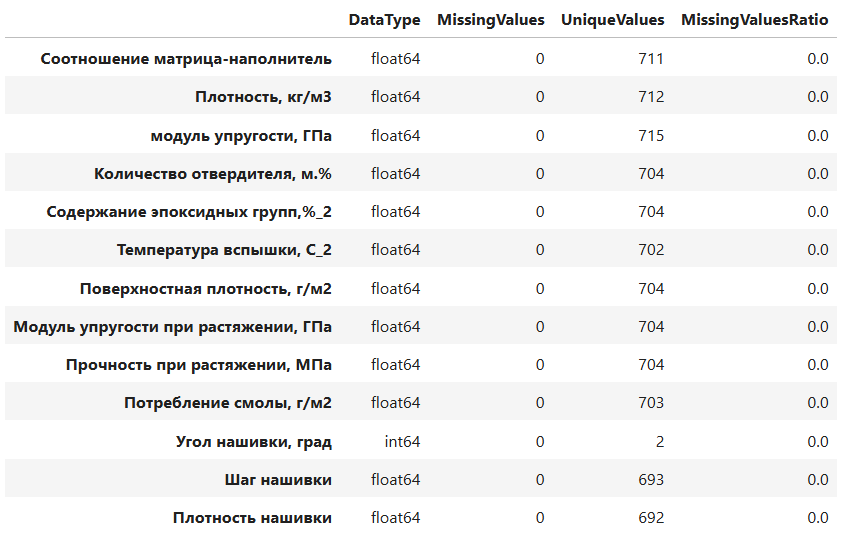 DataType MissingValues UniqueValues MissingValuesRatio
Соотношение матрица-наполнитель float64 0 711 0.0
Плотность, кг/м3 float64 0 712 0.0
модуль упругости, ГПа float64 0 715 0.0
Количество отвердителя, м.% float64 0 704 0.0
Содержание эпоксидных групп,%_2 float64 0 704 0.0
Температура вспышки, С_2 float64 0 702 0.0
Поверхностная плотность, г/м2 float64 0 704 0.0
Модуль упругости при растяжении, ГПа float64 0 704 0.0
Прочность при растяжении, МПа float64 0 704 0.0
Потребление смолы, г/м2 float64 0 703 0.0
Угол нашивки, град int64 0 2 0.0
Шаг нашивки float64 0 693 0.0
Плотность нашивки float64 0 692 0.0